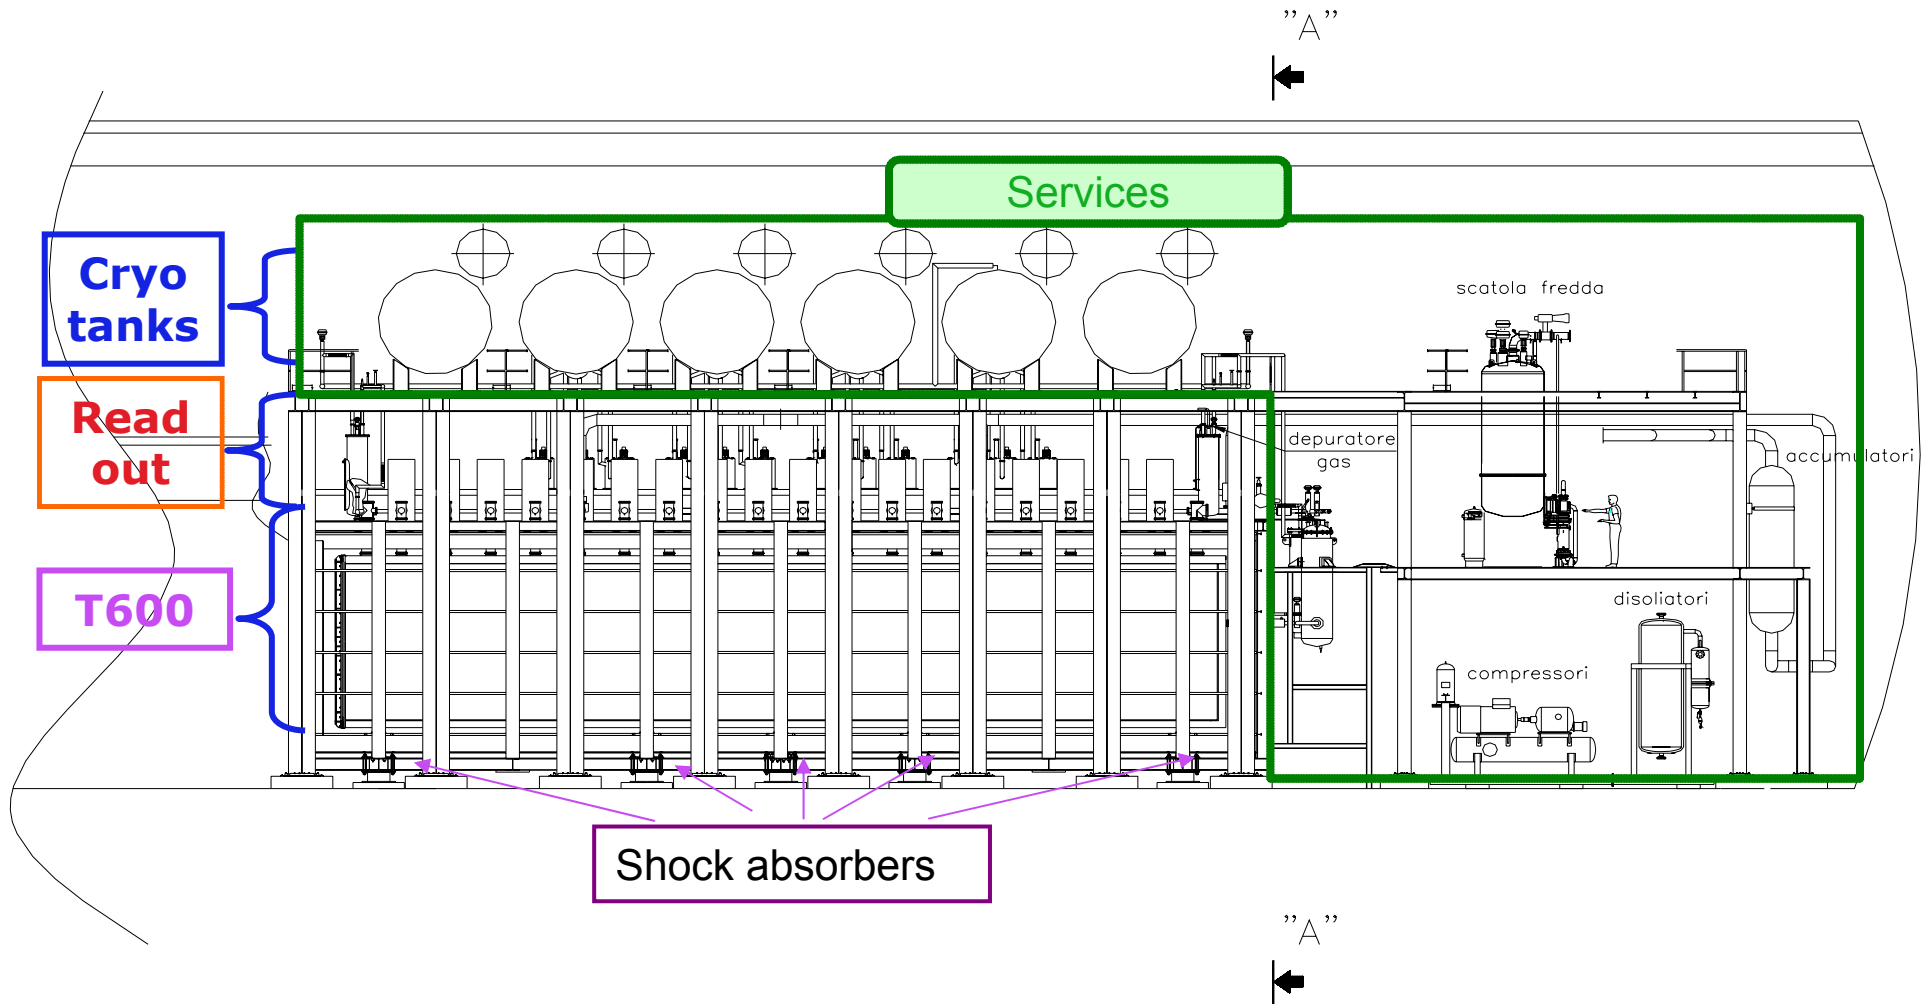 ”A”
Services
Cryo
tanks
scatola fredda
Read
out
depuratore
gas
accumulatori
T600
disoliatori
compressori
Shock absorbers
”A”